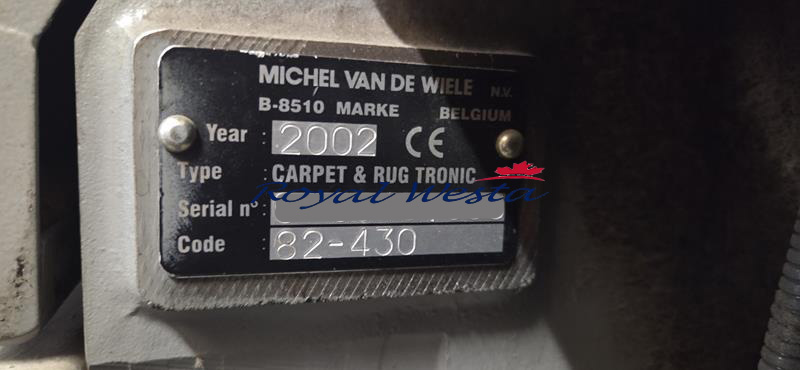 MICHEL VAN DE WIELE N.V.
B-8510 MARKE BELGIUM
Year : 2002 CE
Type : CARPET & RUG TRONIC
Royal Westa
Serial n° :
Code : 82-430